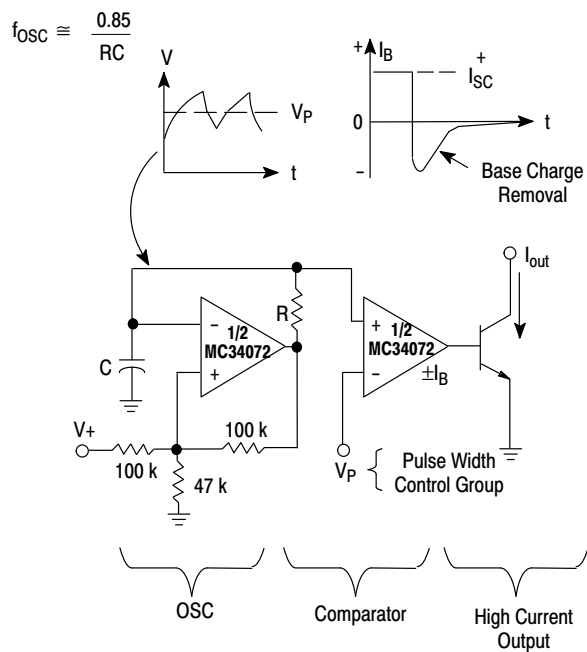 fOSC ≅ 0.85
RC
V
VP
t
+
IB
+
ISC
0
t
−
Base Charge
Removal
Iout
R
−
1/2
MC34072
+
+
1/2
MC34072
−
±IB
C
V+
100 k
100 k
47 k
VP
Pulse Width
Control Group
OSC
Comparator
High Current
Output